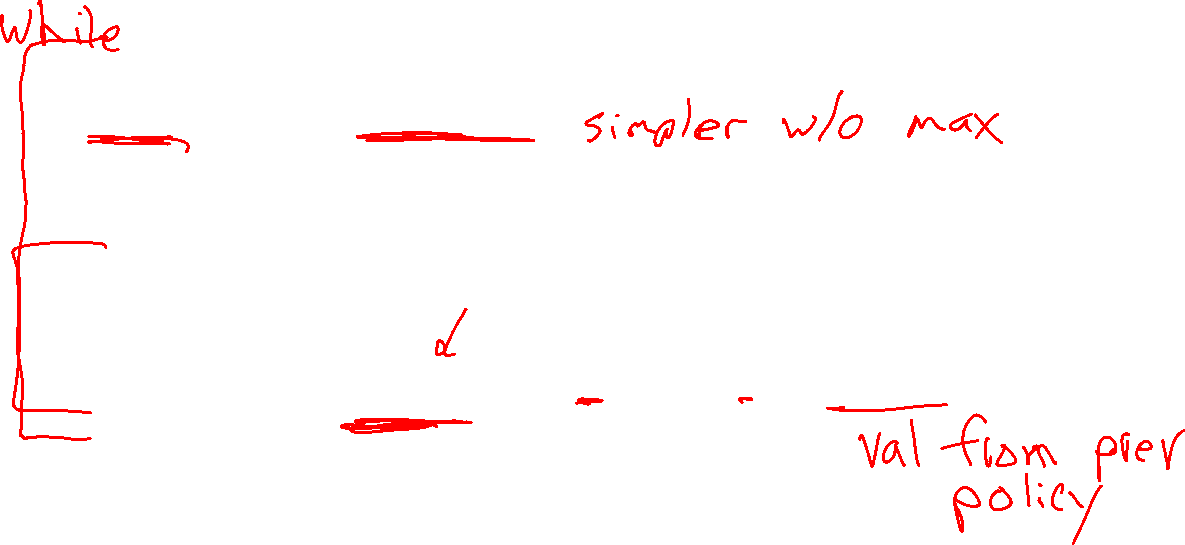 while
simpler w/o max
val from prev
policy